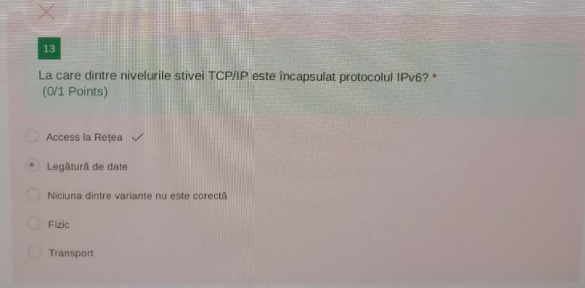 13
La care dintre nivelurile stivei TCP/IP este încapsulat protocolul IPv6? *
(0/1 Points)
Access la Rețea
Legătură de date
Niciuna dintre variante nu este corectă
Fizic
Transport